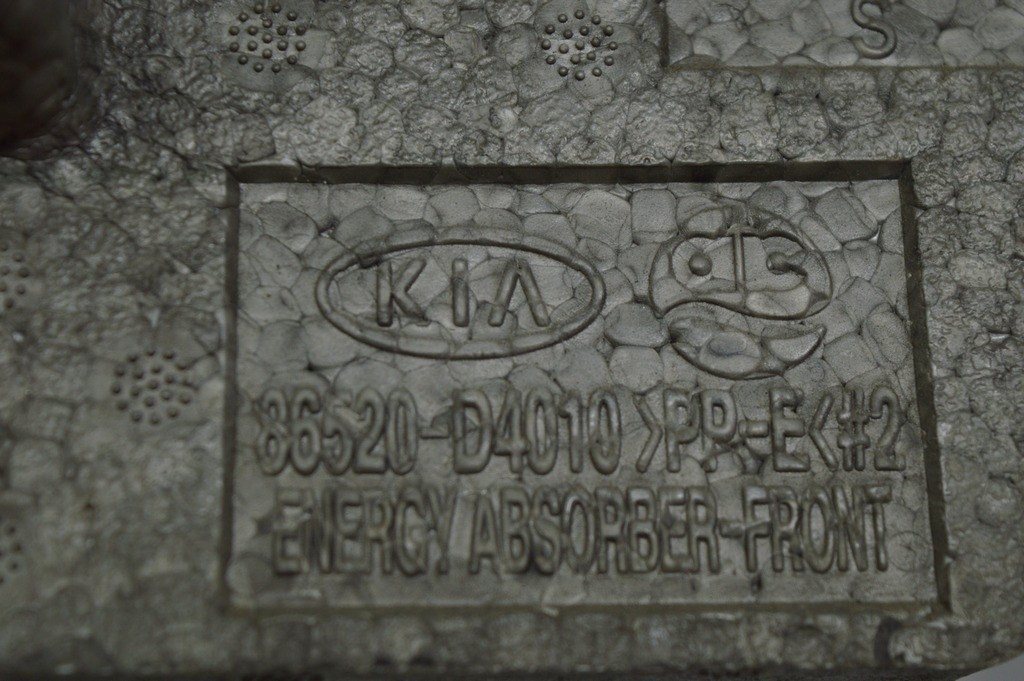 S
KIA
86520-D4010 >PP-E<#2
ENERGY ABSORBER-FRONT